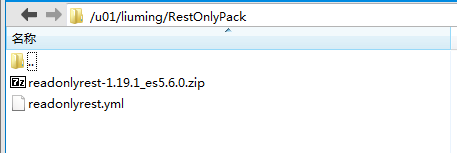 /u01/liuming/RestOnlyPack
名称
..
readonlyrest-1.19.1_es5.6.0.zip
readonlyrest.yml